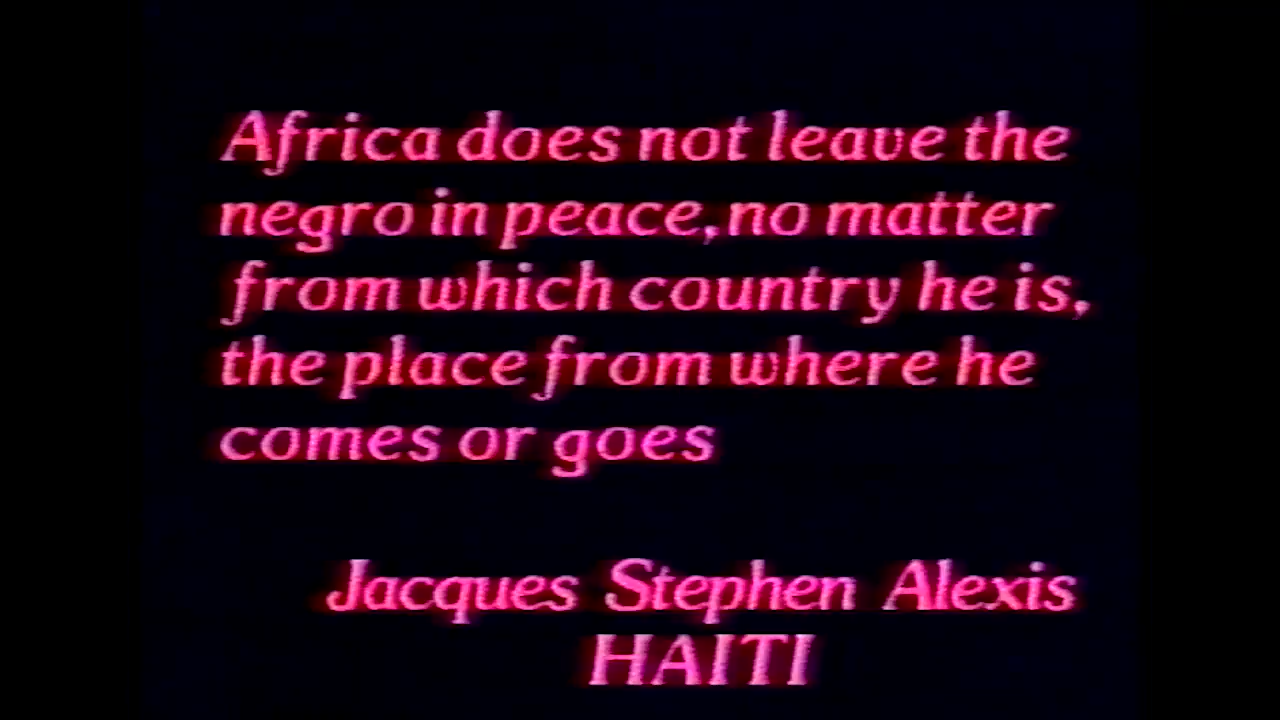 Africa does not leave the
negro in peace, no matter
from which country he is,
the place from where he
comes or goes
Jacques Stephen Alexis
HAITI